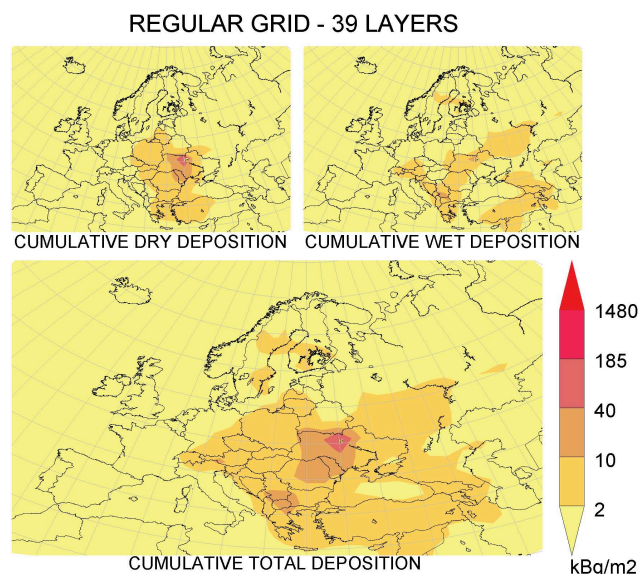 REGULAR GRID - 39 LAYERS
CUMULATIVE DRY DEPOSITION
CUMULATIVE WET DEPOSITION
1480
185
40
10
2
CUMULATIVE TOTAL DEPOSITION
kBq/m2